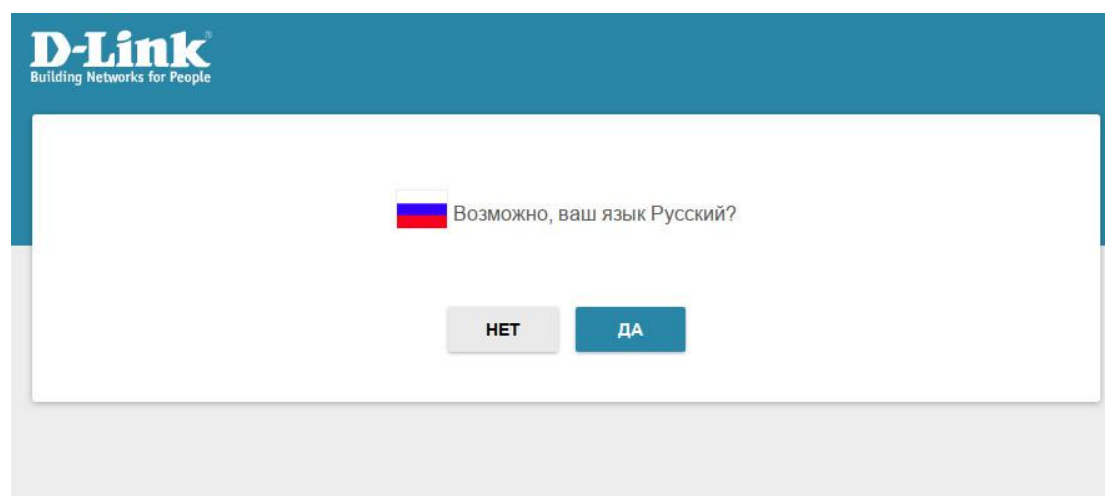 D-Link®
Building Networks for People
Возможно, ваш язык Русский?
НЕТ ДА